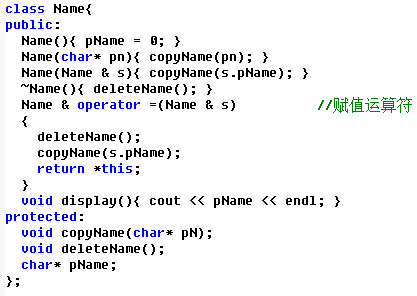 class Name{
public:
  Name(){ pName = 0; }
  Name(char* pn){ copyName(pn); }
  Name(Name & s){ copyName(s.pName); }
  ~Name(){ deleteName(); }
  Name & operator =(Name & s)          //赋值运算符
  {
    deleteName();
    copyName(s.pName);
    return *this;
  }
  void display(){ cout << pName << endl; }
protected:
  void copyName(char* pN);
  void deleteName();
  char* pName;
};